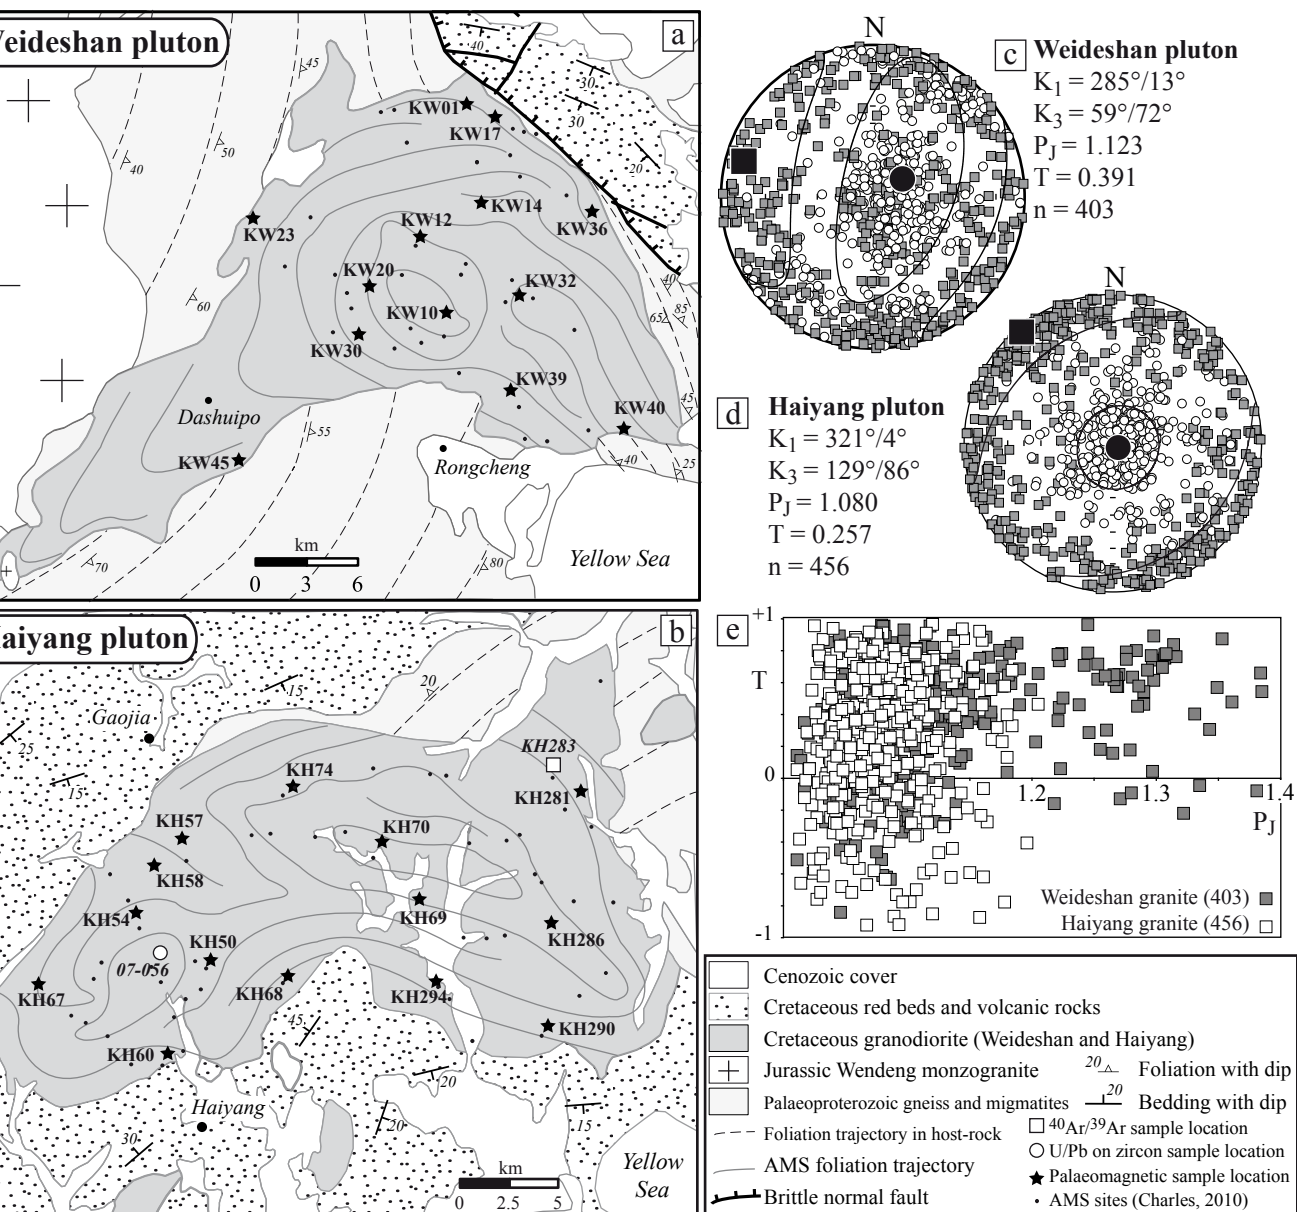 eideshan pluton
a
45
40
50
60
55
70
80
40
30
30
20
40
65
85
45
40
25
KW01
KW17
KW14
KW36
KW12
KW23
KW20
KW32
KW10
KW30
KW39
KW40
KW45
Dashuipo
Rongcheng
Yellow Sea
km
0 3 6
N
c Weideshan pluton
K1 = 285°/13°
K3 = 59°/72°
PJ = 1.123
T = 0.391
n = 403
N
d Haiyang pluton
K1 = 321°/4°
K3 = 129°/86°
PJ = 1.080
T = 0.257
n = 456
aiyang pluton
b
15
20
25
15
45
20
20
15
30
Gaojia
KH283
KH74
KH281
KH57
KH70
KH58
KH54
KH69
KH286
KH50
07-056
KH67
KH68
KH294
KH290
KH60
Haiyang
Yellow
Sea
km
0 2.5 5
e
+1
T
0
-1
1.2 1.3 1.4
PJ
Weideshan granite (403)
Haiyang granite (456)
Cenozoic cover
Cretaceous red beds and volcanic rocks
Cretaceous granodiorite (Weideshan and Haiyang)
Jurassic Wendeng monzogranite
20 Foliation with dip
Palaeoproterozoic gneiss and migmatites
20 Bedding with dip
Foliation trajectory in host-rock
40Ar/39Ar sample location
U/Pb on zircon sample location
AMS foliation trajectory
Palaeomagnetic sample location
Brittle normal fault
AMS sites (Charles, 2010)